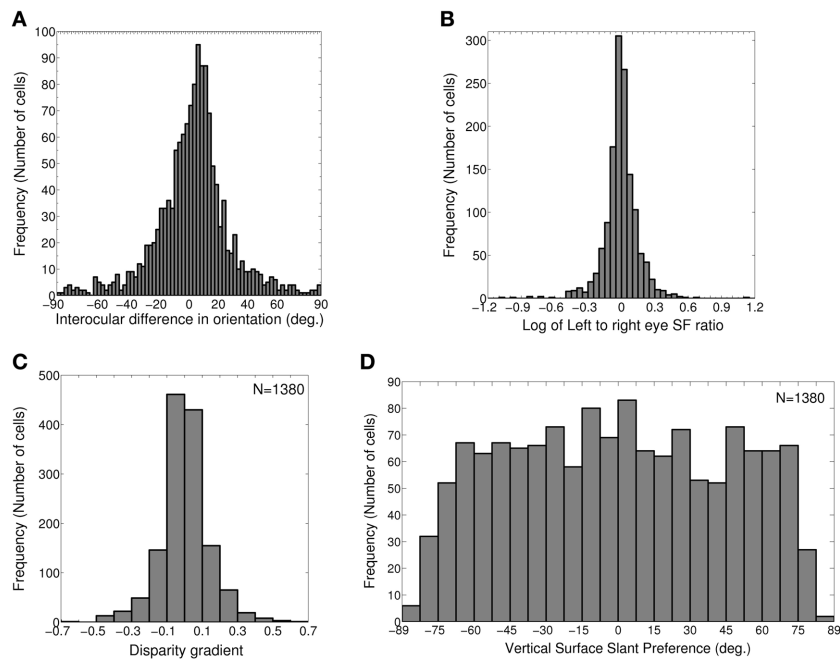 A
Frequency (Number of cells)
100
90
80
70
60
50
40
30
20
10
0
−90 −60 −40 −20 0 20 40 60 90
Interocular difference in orientation (deg.)
B
Frequency (Number of cells)
300
250
200
150
100
50
0
−1.2 −0.9 −0.6 −0.3 0 0.3 0.6 0.9 1.2
Log of Left to right eye SF ratio
C
N=1380
Frequency (Number of cells)
500
400
300
200
100
0
−0.7 −0.5 −0.3 −0.1 0.1 0.3 0.5 0.7
Disparity gradient
D
N=1380
Frequency (Number of cells)
90
80
70
60
50
40
30
20
10
0
−89 −75 −60 −45 −30 −15 0 15 30 45 60 75 89
Vertical Surface Slant Preference (deg.)